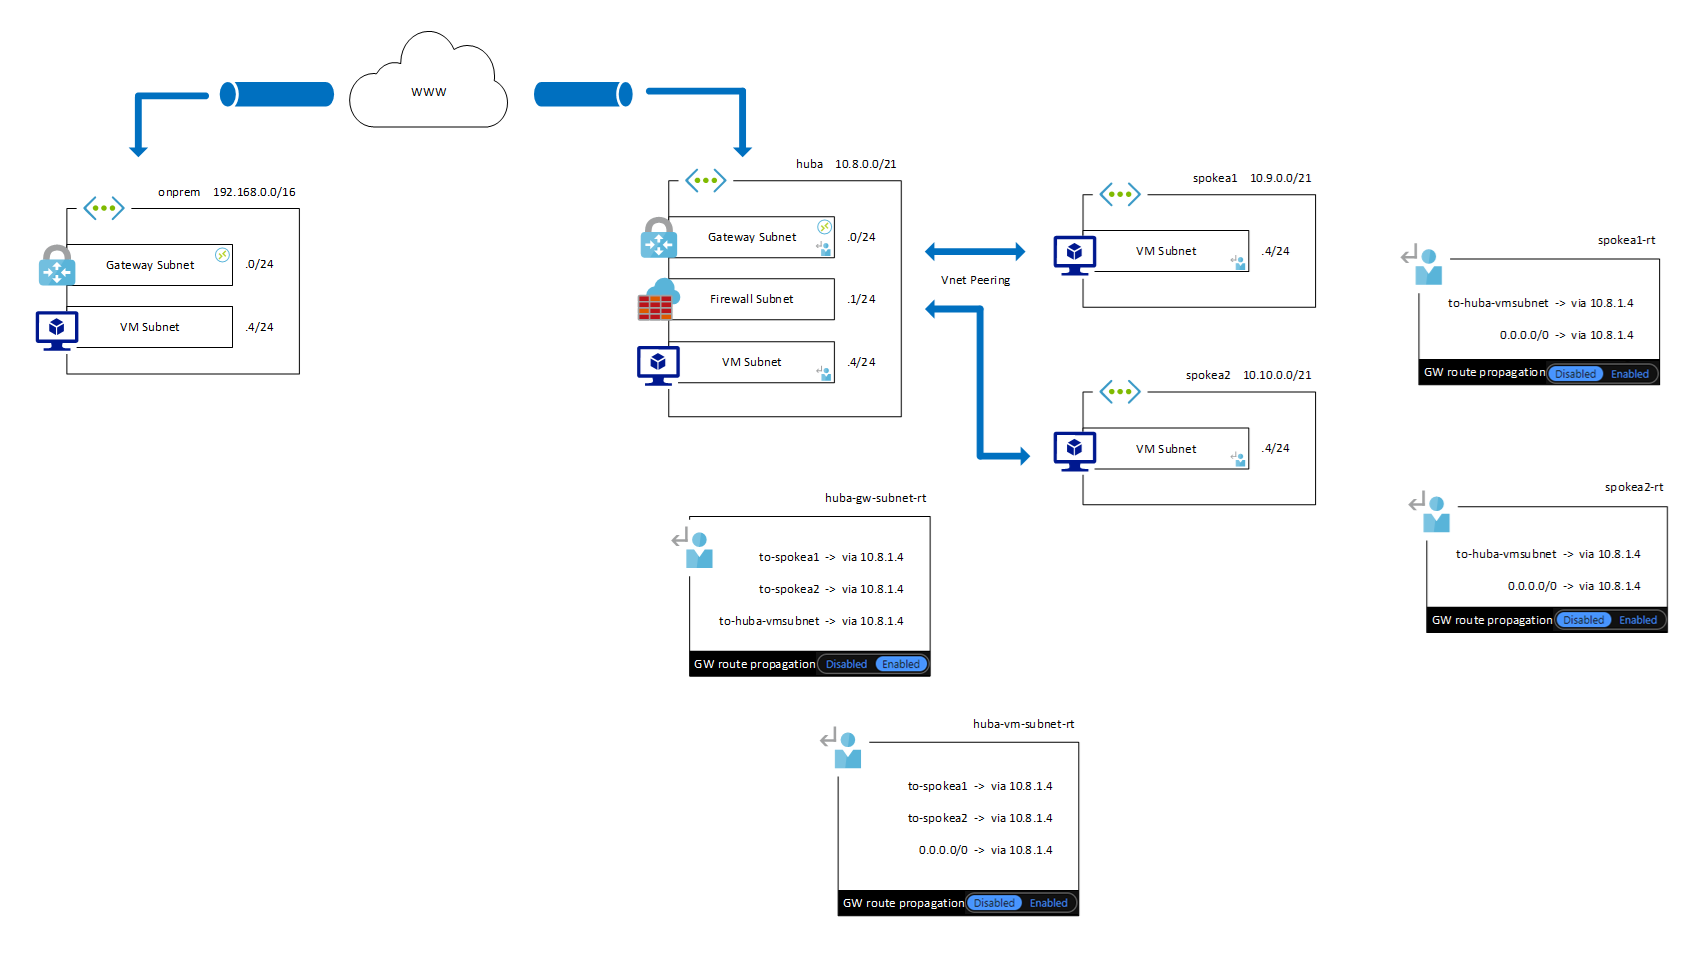 WWW
onprem 192.168.0.0/16
Gateway Subnet .0/24
VM Subnet .4/24
huba 10.8.0.0/21
Gateway Subnet .0/24
Firewall Subnet .1/24
VM Subnet .4/24
Vnet Peering
spokea1 10.9.0.0/21
VM Subnet .4/24
spokea2 10.10.0.0/21
VM Subnet .4/24
spokea1-rt
to-huba-vmsubnet -> via 10.8.1.4
0.0.0.0/0 -> via 10.8.1.4
GW route propagation Disabled Enabled
spokea2-rt
to-huba-vmsubnet -> via 10.8.1.4
0.0.0.0/0 -> via 10.8.1.4
GW route propagation Disabled Enabled
huba-gw-subnet-rt
to-spokea1 -> via 10.8.1.4
to-spokea2 -> via 10.8.1.4
to-huba-vmsubnet -> via 10.8.1.4
GW route propagation Disabled Enabled
huba-vm-subnet-rt
to-spokea1 -> via 10.8.1.4
to-spokea2 -> via 10.8.1.4
0.0.0.0/0 -> via 10.8.1.4
GW route propagation Disabled Enabled